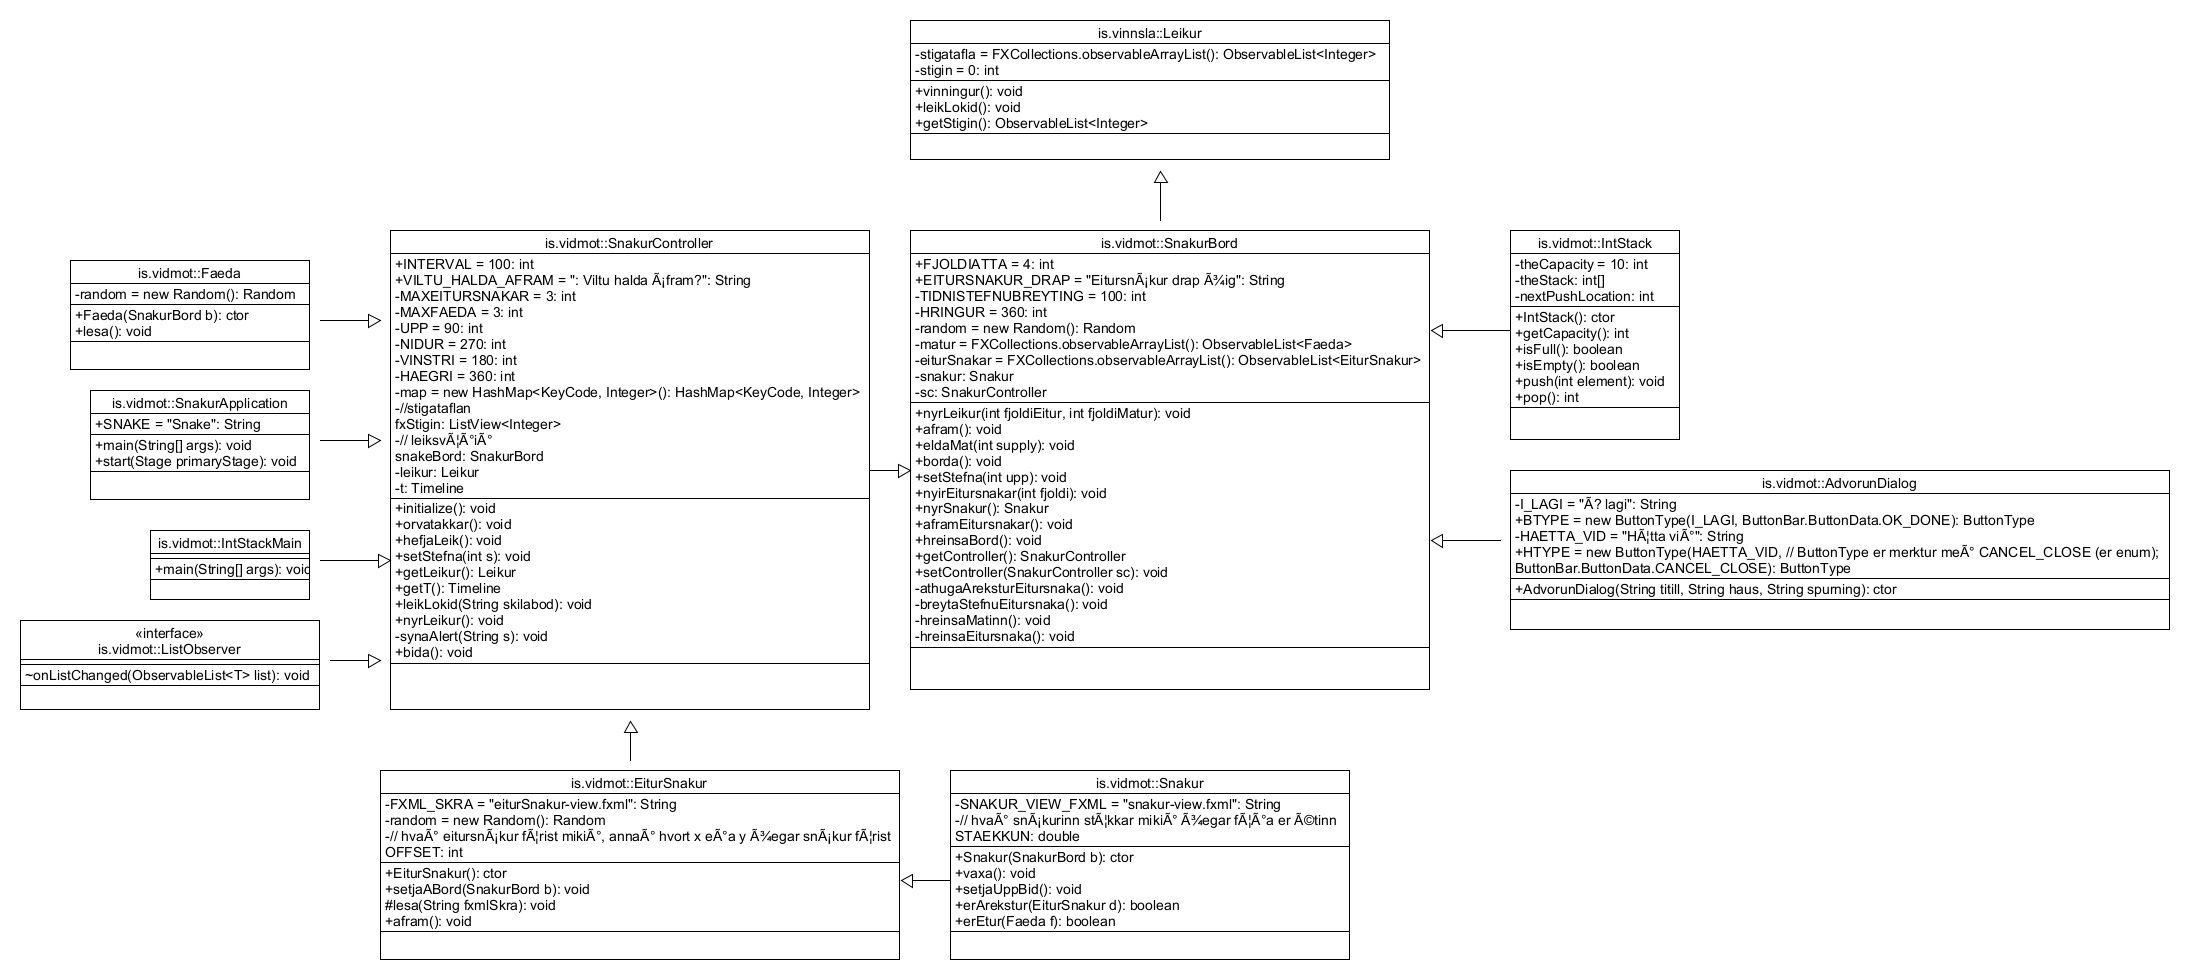 is.vinnsla::Leikur
-stigatafla = FXCollections.observableArrayList(): ObservableList<Integer>
-stigin = 0: int
+vinningur(): void
+leikLokid(): void
+getStigin(): ObservableList<Integer>
is.vidmot::Faeda
-random = new Random(): Random
+Faeda(SnakurBord b): ctor
+lesa(): void
is.vidmot::SnakurApplication
+SNAKE = "Snake": String
+main(String[] args): void
+start(Stage primaryStage): void
is.vidmot::IntStackMain
+main(String[] args): void
«interface»
is.vidmot::ListObserver
~onListChanged(ObservableList<T> list): void
is.vidmot::SnakurController
+INTERVAL = 100: int
+VILTU_HALDA_AFRAM = ": Viltu halda Ã¡fram?": String
-MAXEITURSNAKAR = 3: int
-MAXFAEDA = 3: int
-UPP = 90: int
-NIDUR = 270: int
-VINSTRI = 180: int
-HAEGRI = 360: int
-map = new HashMap<KeyCode, Integer>(): HashMap<KeyCode, Integer>
-//stigataflan
fxStigin: ListView<Integer>
-// leiksvÃ¦Ã°iÃ°
snakeBord: SnakurBord
-leikur: Leikur
-t: Timeline
+initialize(): void
+orvatakkar(): void
+hefjaLeik(): void
+setStefna(int s): void
+getLeikur(): Leikur
+getT(): Timeline
+leikLokid(String skilabod): void
+nyrLeikur(): void
-synaAlert(String s): void
+bida(): void
is.vidmot::SnakurBord
+FJOLDIATTA = 4: int
+EITURSNAKUR_DRAP = "EitursnÃ¡kur drap Ã¾ig": String
-TIDNISTEFNUBREYTING = 100: int
-HRINGUR = 360: int
-random = new Random(): Random
-matur = FXCollections.observableArrayList(): ObservableList<Faeda>
-eiturSnakar = FXCollections.observableArrayList(): ObservableList<EiturSnakur>
-snakur: Snakur
-sc: SnakurController
+nyrLeikur(int fjoldiEitur, int fjoldiMatur): void
+afram(): void
+eldaMat(int supply): void
+borda(): void
+setStefna(int upp): void
+nyirEitursnakar(int fjoldi): void
+nyrSnakur(): Snakur
+aframEitursnakar(): void
+hreinsaBord(): void
+getController(): SnakurController
+setController(SnakurController sc): void
-athugaAreksturEitursnaka(): void
-breytaStefnuEitursnaka(): void
-hreinsaMatinn(): void
-hreinsaEitursnaka(): void
is.vidmot::IntStack
-theCapacity = 10: int
-theStack: int[]
-nextPushLocation: int
+IntStack(): ctor
+getCapacity(): int
+isFull(): boolean
+isEmpty(): boolean
+push(int element): void
+pop(): int
is.vidmot::AdvorunDialog
-I_LAGI = "Ã? lagi": String
+BTYPE = new ButtonType(I_LAGI, ButtonBar.ButtonData.OK_DONE): ButtonType
-HAETTA_VID = "HÃ¦tta viÃ°": String
+HTYPE = new ButtonType(HAETTA_VID, // ButtonType er merktur meÃ° CANCEL_CLOSE (er enum);
ButtonBar.ButtonData.CANCEL_CLOSE): ButtonType
+AdvorunDialog(String titill, String haus, String spurning): ctor
is.vidmot::EiturSnakur
-FXML_SKRA = "eiturSnakur-view.fxml": String
-random = new Random(): Random
-// hvaÃ° eitursnÃ¡kur fÃ¦rist mikiÃ°, annaÃ° hvort x eÃ°a y Ã¾egar snÃ¡kur fÃ¦rist
OFFSET: int
+EiturSnakur(): ctor
+setjaABord(SnakurBord b): void
#lesa(String fxmlSkra): void
+afram(): void
is.vidmot::Snakur
-SNAKUR_VIEW_FXML = "snakur-view.fxml": String
-// hvaÃ° snÃ¡kurinn stÃ¦kkar mikiÃ° Ã¾egar fÃ¦Ã°a er Ã©tinn
STAEKKUN: double
+Snakur(SnakurBord b): ctor
+vaxa(): void
+setjaUppBid(): void
+erArekstur(EiturSnakur d): boolean
+erEtur(Faeda f): boolean